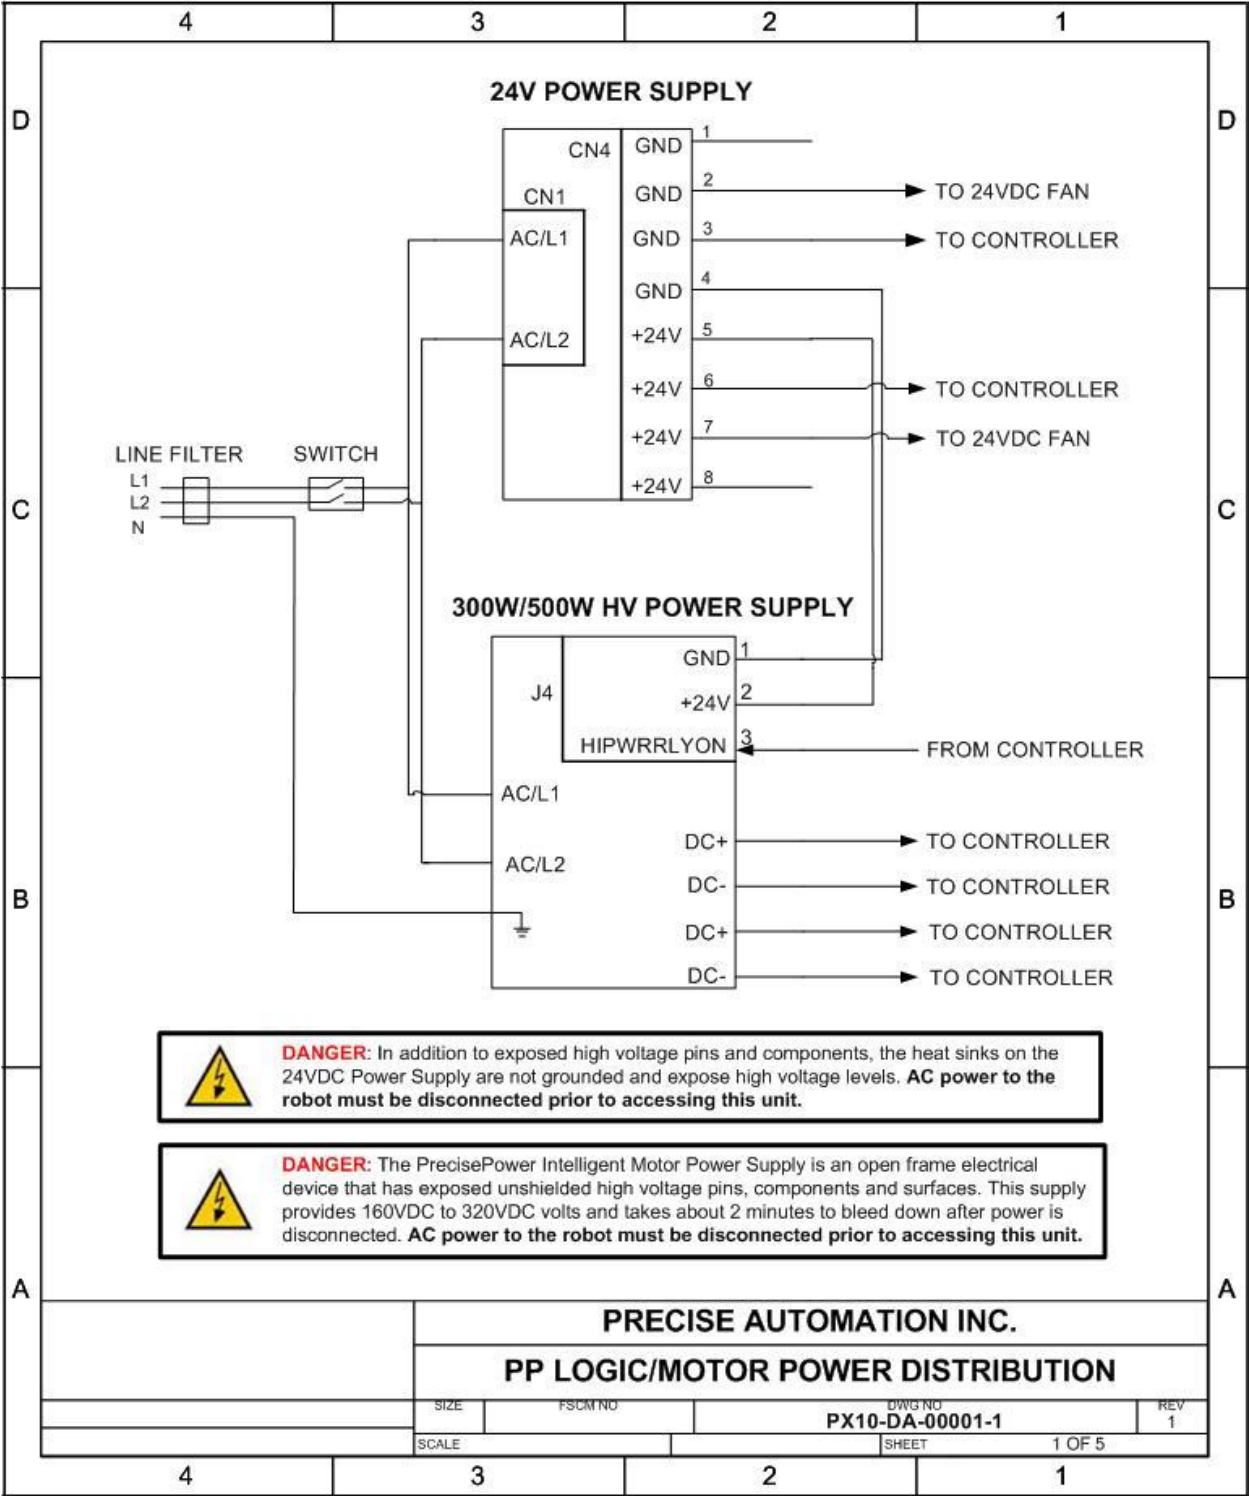 4 3 2 1
24V POWER SUPPLY
D D
CN4 GND 1
CN1 GND 2 TO 24VDC FAN
AC/L1 GND 3 TO CONTROLLER
GND 4
AC/L2 +24V 5
+24V 6 TO CONTROLLER
+24V 7 TO 24VDC FAN
+24V 8
LINE FILTER SWITCH
L1
L2
N
C C
300W/500W HV POWER SUPPLY
GND 1
J4 +24V 2
HIPWRRLYON 3 FROM CONTROLLER
AC/L1
DC+ TO CONTROLLER
AC/L2
DC- TO CONTROLLER
B B
DC+ TO CONTROLLER
DC- TO CONTROLLER
DANGER: In addition to exposed high voltage pins and components, the heat sinks on the
24VDC Power Supply are not grounded and expose high voltage levels. AC power to the
robot must be disconnected prior to accessing this unit.
DANGER: The PrecisePower Intelligent Motor Power Supply is an open frame electrical
device that has exposed unshielded high voltage pins, components and surfaces. This supply
provides 160VDC to 320VDC volts and takes about 2 minutes to bleed down after power is
disconnected. AC power to the robot must be disconnected prior to accessing this unit.
A A
PRECISE AUTOMATION INC.
PP LOGIC/MOTOR POWER DISTRIBUTION
SIZE FSCM NO DWG NO REV
PX10-DA-00001-1 1
SCALE SHEET 1 OF 5
4 3 2 1